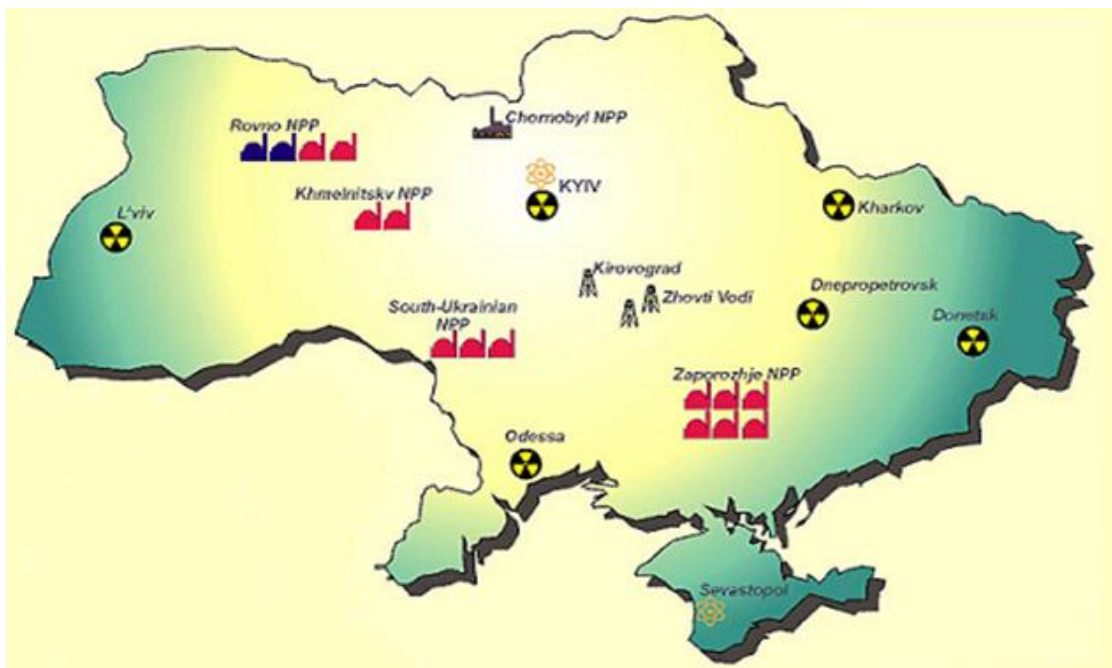 Chornobyl NPP
Rovno NPP
KYIV
Khmelnitskv NPP
L'viv
Kharkov
Kirovograd
Dnepropetrovsk
Zhovti Vodi
South-Ukrainian
NPP
Donetsk
Zaporozhje NPP
Odessa
Sevastopol